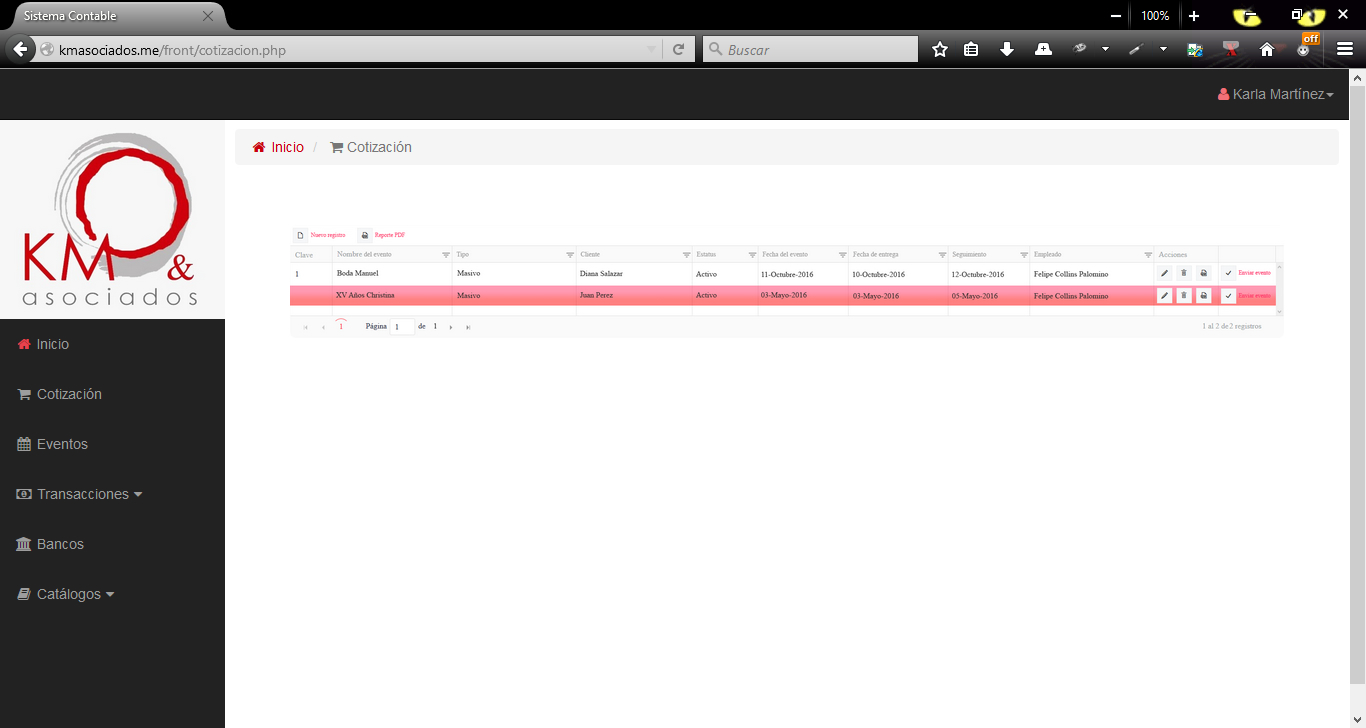 Sistema Contable
100%
kmasociados.me/front/cotizacion.php
Buscar
off
Karla Martínez
KM &
asociados
Inicio / Cotización
Inicio
Cotización
Eventos
Transacciones
Bancos
Catálogos
Nuevo registro Reporte PDF
Clave Nombre del evento Tipo Cliente Estatus Fecha del evento Fecha de entrega Seguimiento Empleado Acciones
1 Boda Manuel Masivo Diana Salazar Activo 11-Octubre-2016 10-Octubre-2016 12-Octubre-2016 Felipe Collins Palomino Enviar evento
XV Años Christina Masivo Juan Perez Activo 03-Mayo-2016 03-Mayo-2016 05-Mayo-2016 Felipe Collins Palomino Enviar evento
1 Página 1 de 1 1 al 2 de 2 registros